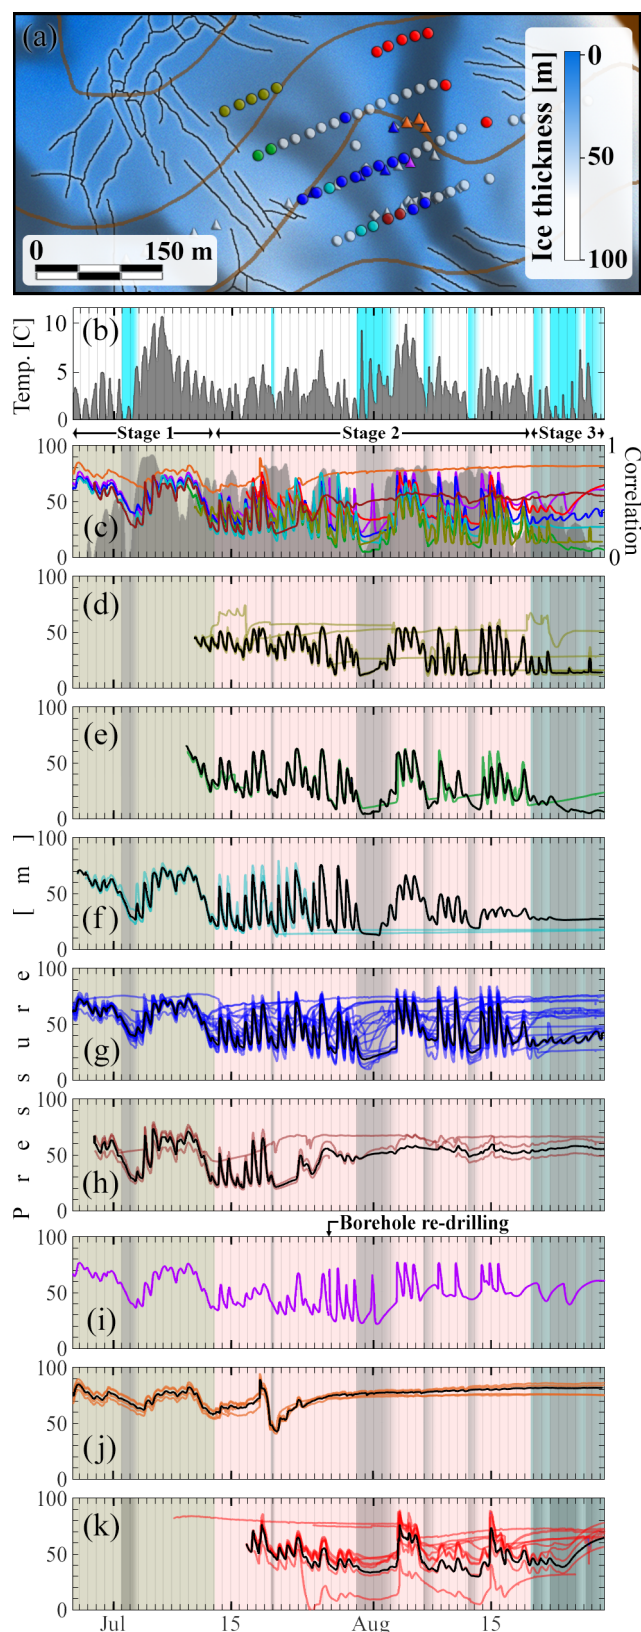 (a)
0
50
100
Ice thickness [m]
0 150 m
10
5
0
Temp. [C]
(b)
Stage 1 Stage 2 Stage 3
100
50
0
(c)
1
0
Correlation
100
50
0
(d)
100
50
0
(e)
100
50
0
(f)
100
50
0
(g)
100
50
0
(h)
Borehole re-drilling
100
50
0
(i)
100
50
0
(j)
100
50
0
(k)
Pressure [m]
Jul 15 Aug 15